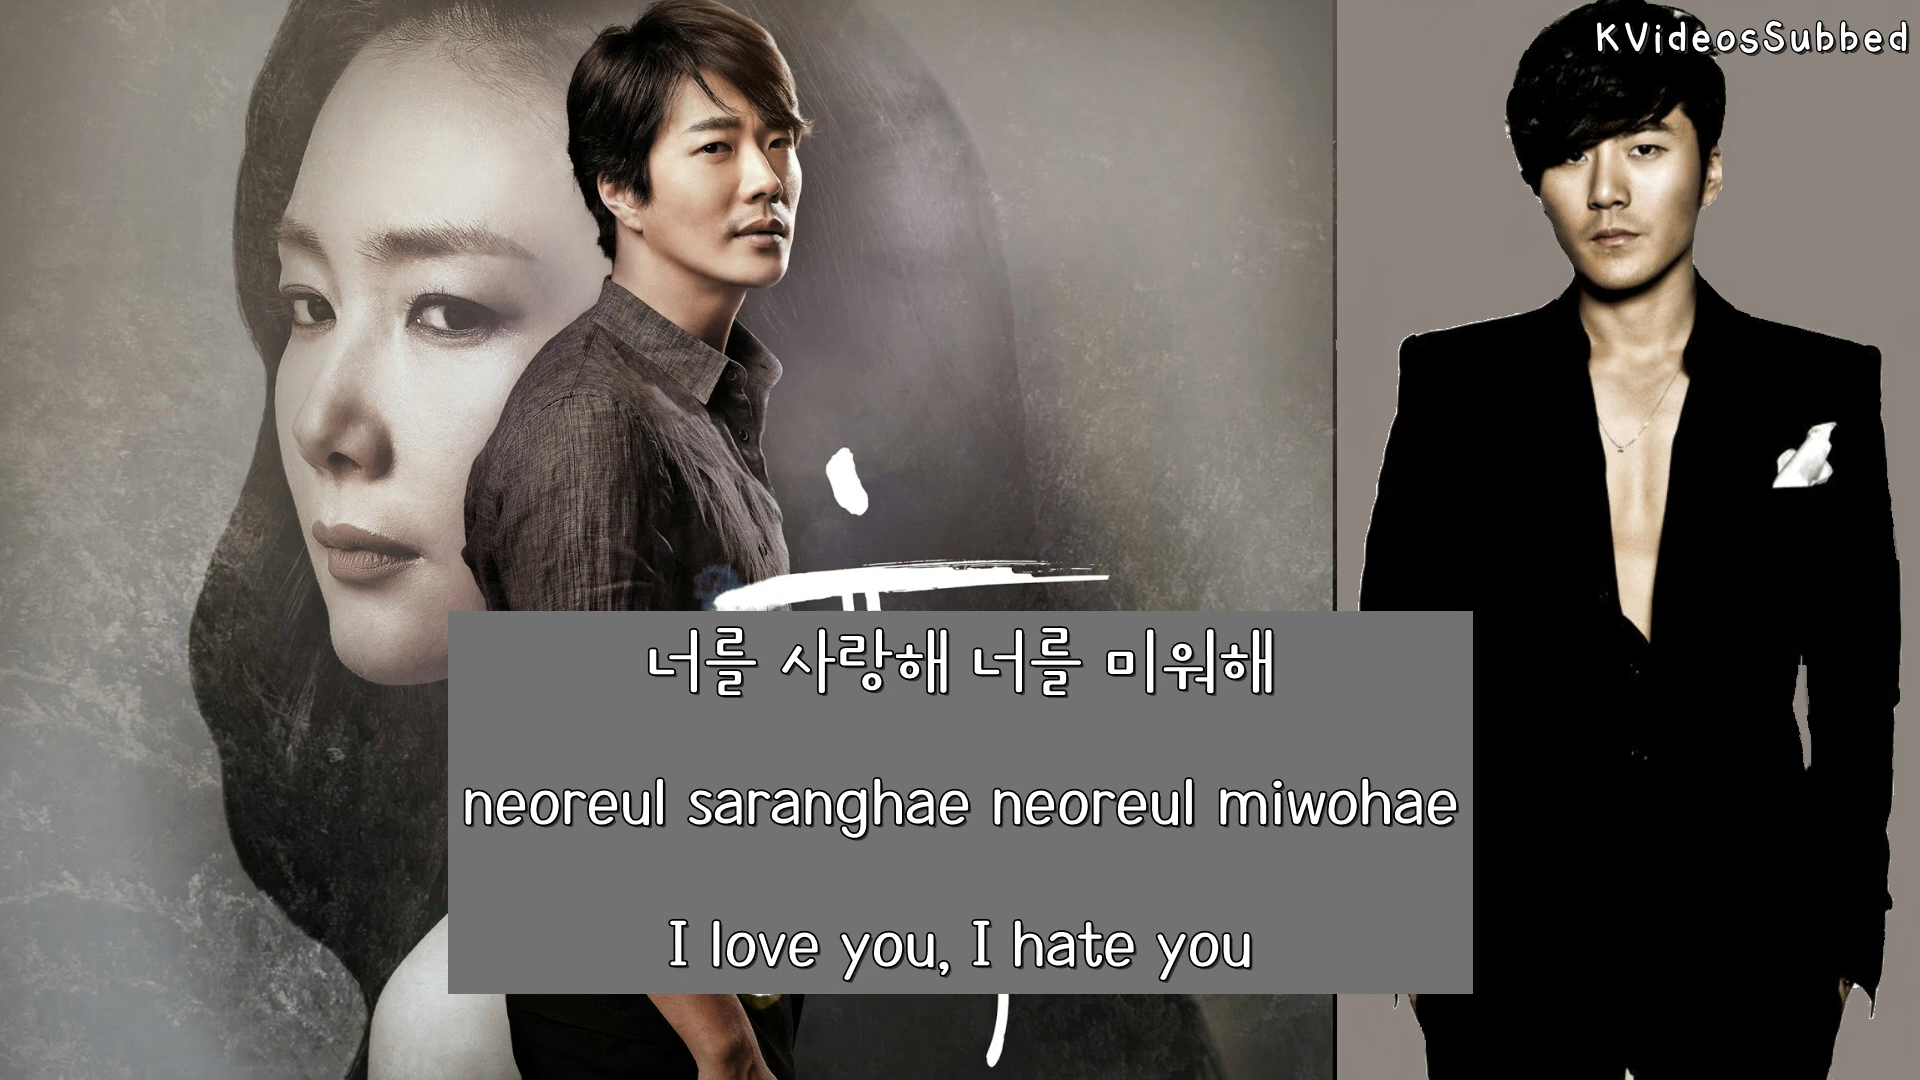 KVideosSubbed
너를 사랑해 너를 미워해
neoreul saranghae neoreul miwohae
I love you, I hate you